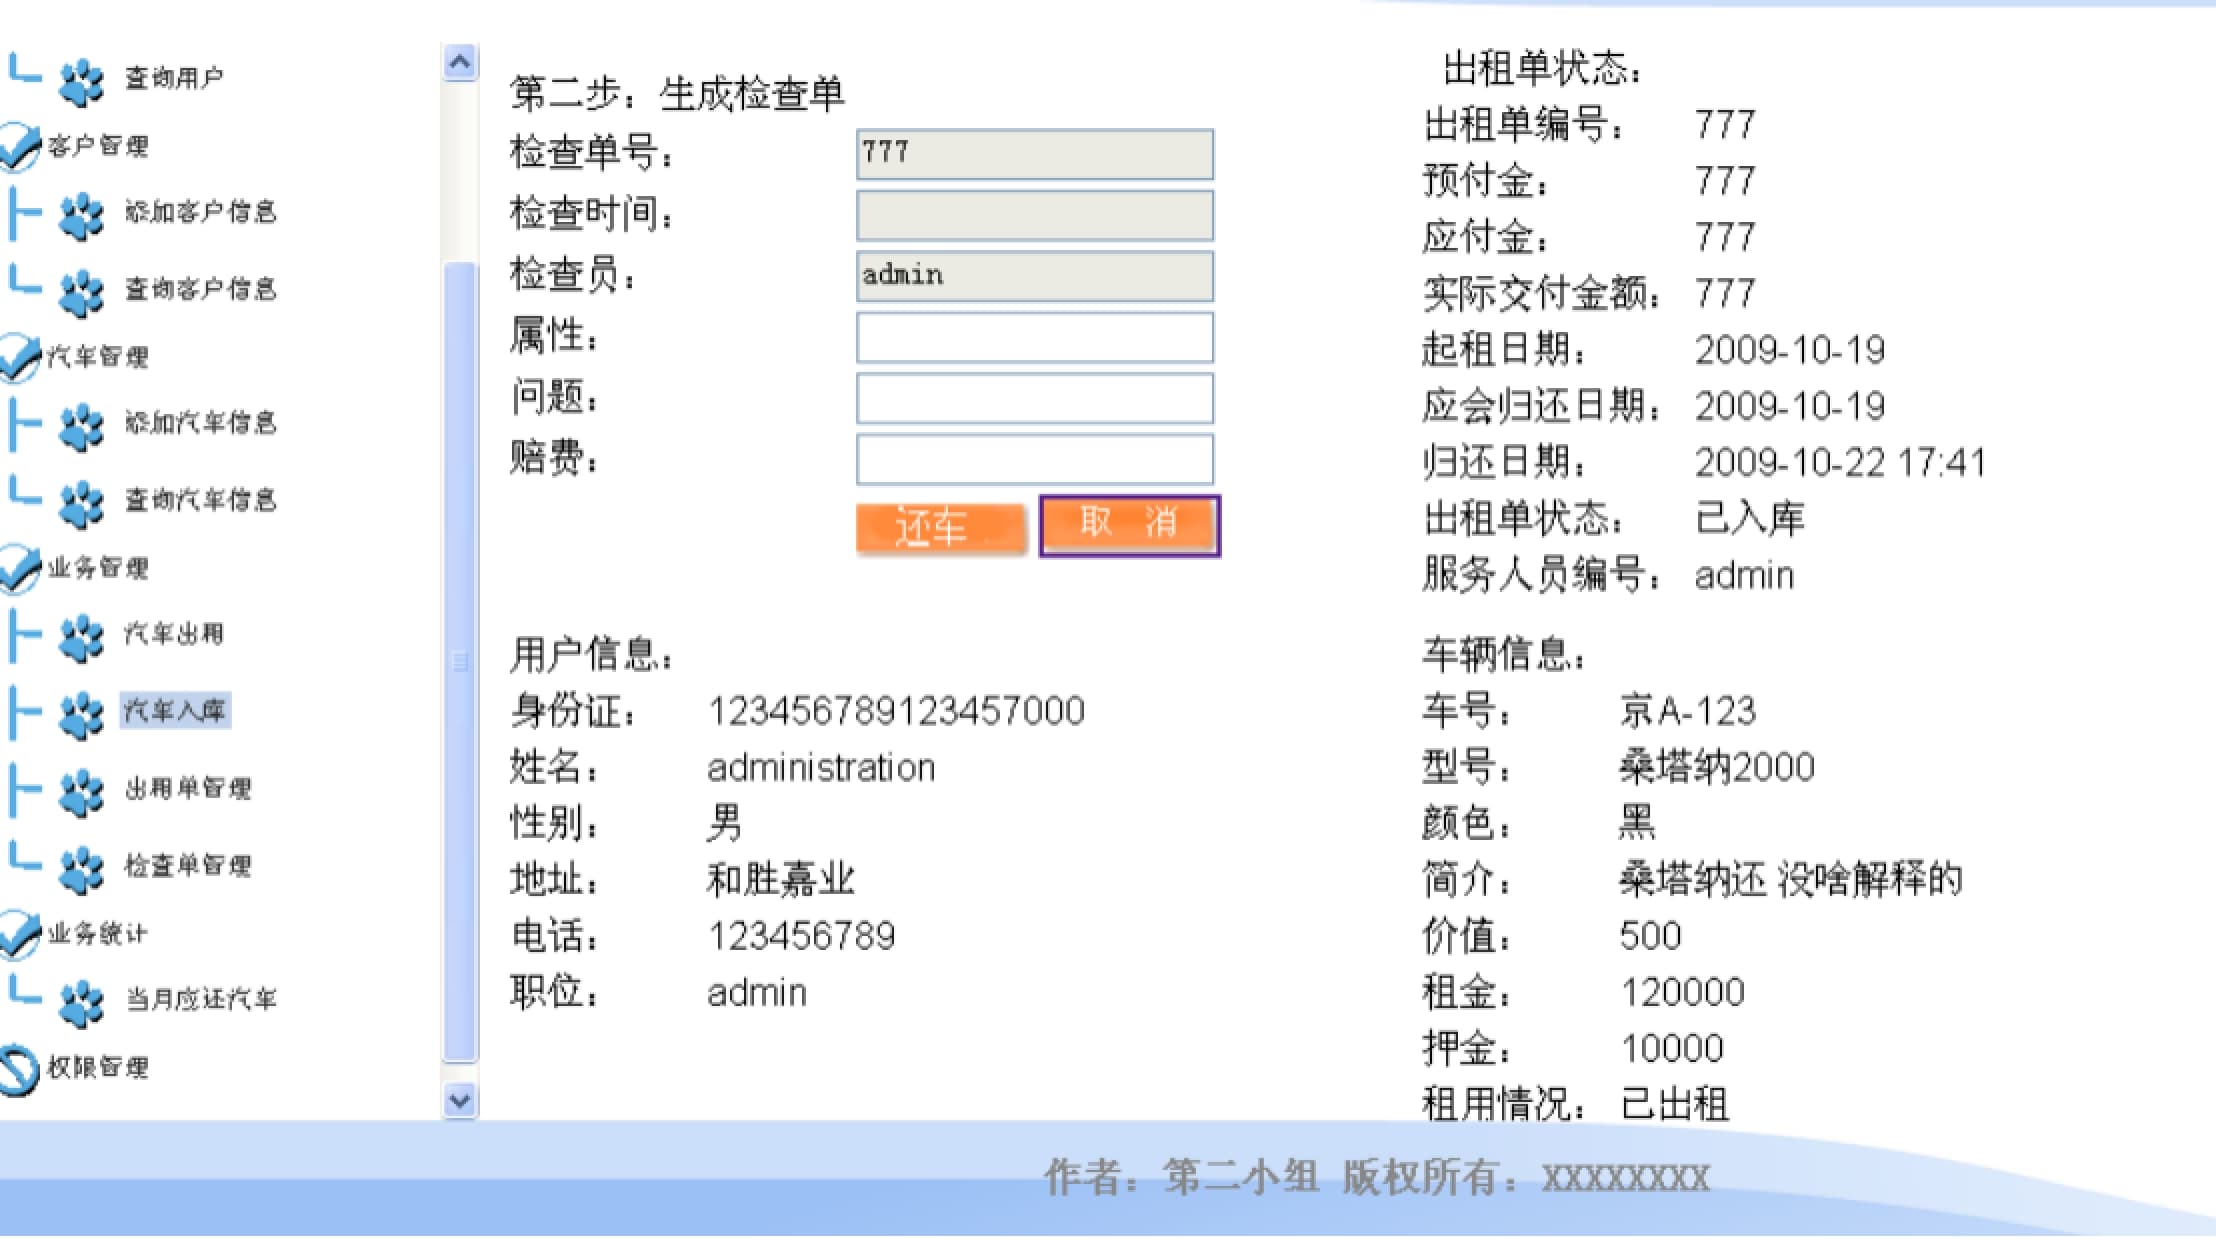 查询用户
客户管理
添加客户信息
查询客户信息
汽车管理
添加汽车信息
查询汽车信息
业务管理
汽车出租
汽车入库
出租单管理
检查单管理
业务统计
当月应还汽车
权限管理
第二步：生成检查单
检查单号： 777
检查时间：
检查员： admin
属性：
问题：
赔费：
还车 取 消
出租单状态：
出租单编号： 777
预付金： 777
应付金： 777
实际交付金额： 777
起租日期： 2009-10-19
应会归还日期： 2009-10-19
归还日期： 2009-10-22 17:41
出租单状态： 已入库
服务人员编号： admin
用户信息：
身份证： 123456789123457000
姓名： administration
性别： 男
地址： 和胜嘉业
电话： 123456789
职位： admin
车辆信息：
车号： 京A-123
型号： 桑塔纳2000
颜色： 黑
简介： 桑塔纳还 没啥解释的
价值： 500
租金： 120000
押金： 10000
租用情况： 已出租
作者：第二小组 版权所有：XXXXXXXX